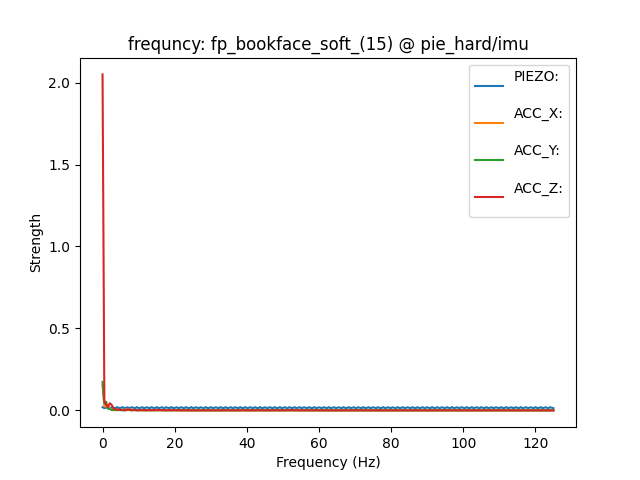 frequncy: fp_bookface_soft_(15) @ pie_hard/imu
PIEZO:
ACC_X:
ACC_Y:
ACC_Z:
Strength
2.0
1.5
1.0
0.5
0.0
0 20 40 60 80 100 120
Frequency (Hz)